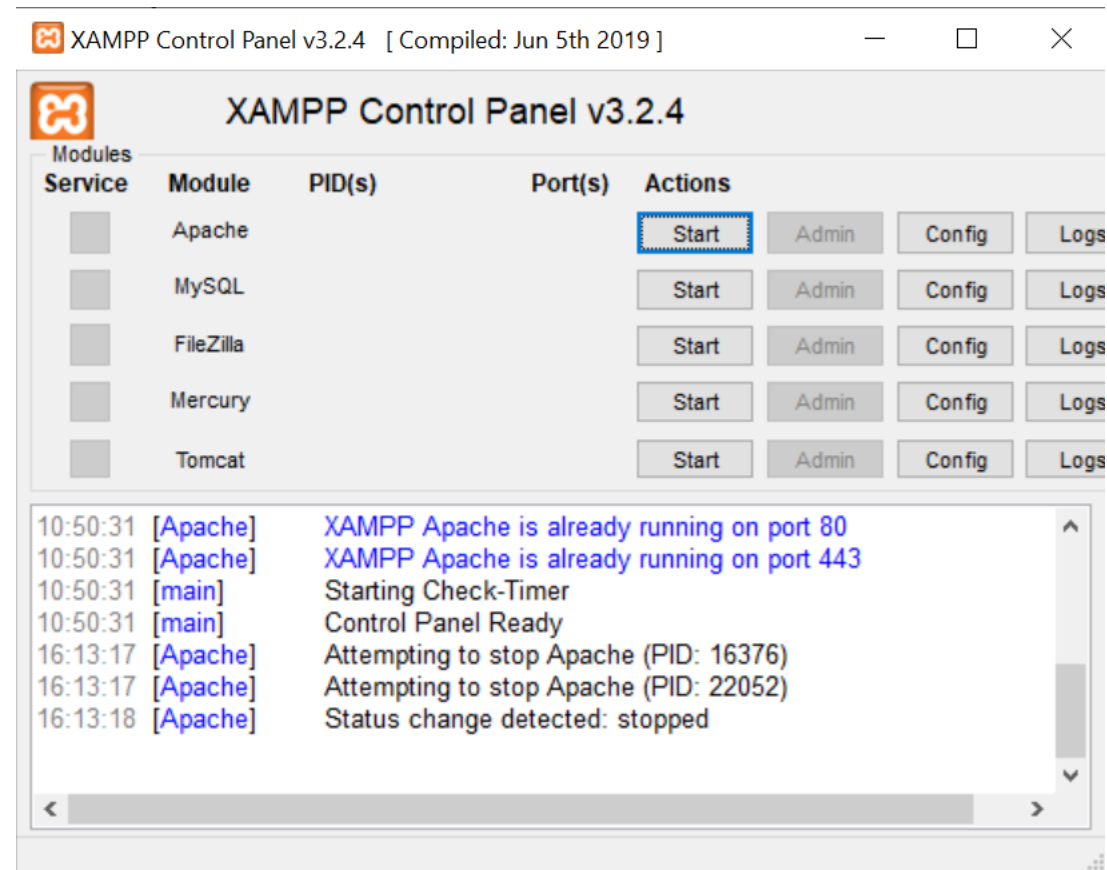 XAMPP Control Panel v3.2.4 [ Compiled: Jun 5th 2019 ]
XAMPP Control Panel v3.2.4
Modules
Service Module PID(s) Port(s) Actions
Apache Start Admin Config Logs
MySQL Start Admin Config Logs
FileZilla Start Admin Config Logs
Mercury Start Admin Config Logs
Tomcat Start Admin Config Logs
10:50:31 [Apache] XAMPP Apache is already running on port 80
10:50:31 [Apache] XAMPP Apache is already running on port 443
10:50:31 [main] Starting Check-Timer
10:50:31 [main] Control Panel Ready
16:13:17 [Apache] Attempting to stop Apache (PID: 16376)
16:13:17 [Apache] Attempting to stop Apache (PID: 22052)
16:13:18 [Apache] Status change detected: stopped